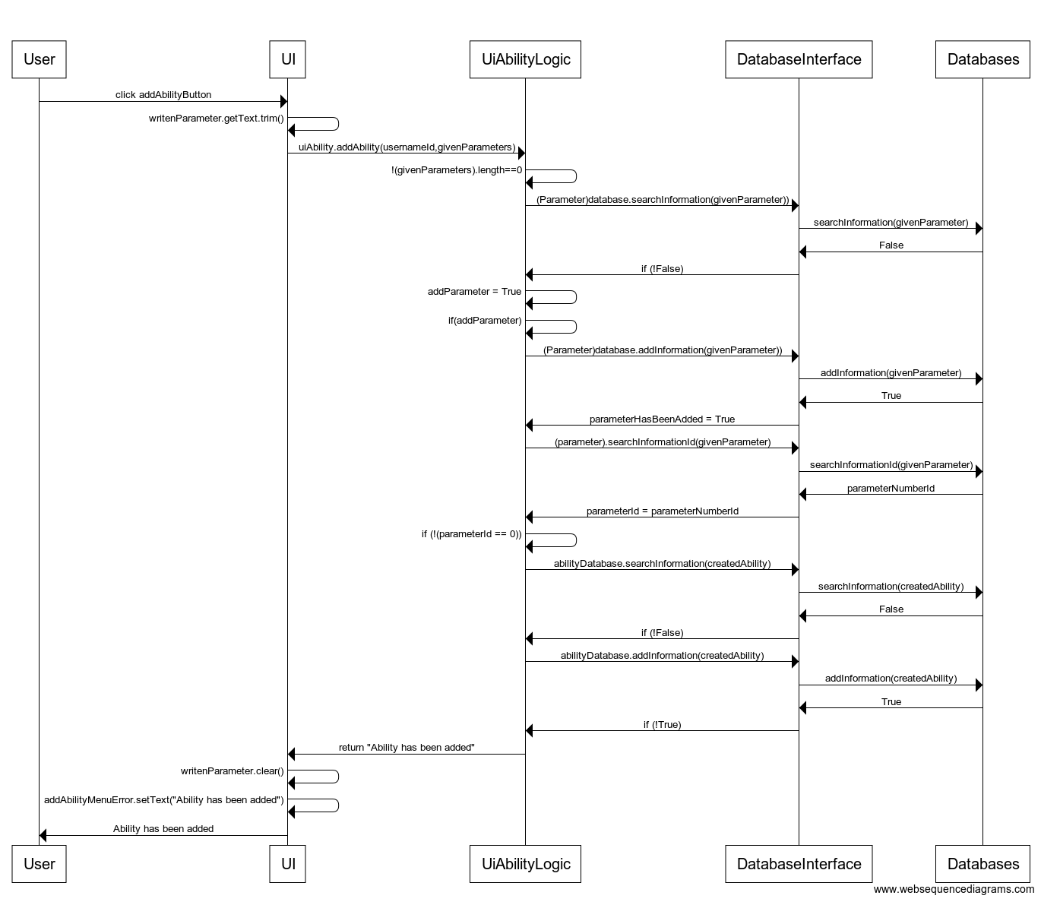 User UI UiAbilityLogic DatabaseInterface Databases
click addAbilityButton
writenParameter.getText.trim()
uiAbility.addAbility(usernameId,givenParameters)
!(givenParameters).length==0
(Parameter)database.searchInformation(givenParameter))
searchInformation(givenParameter)
False
if (!False)
addParameter = True
if(addParameter)
(Parameter)database.addInformation(givenParameter))
addInformation(givenParameter)
True
parameterHasBeenAdded = True
(parameter).searchInformationId(givenParameter)
searchInformationId(givenParameter)
parameterNumberId
parameterId = parameterNumberId
if (!(parameterId == 0))
abilityDatabase.searchInformation(createdAbility)
searchInformation(createdAbility)
False
if (!False)
abilityDatabase.addInformation(createdAbility)
addInformation(createdAbility)
True
if (!True)
return "Ability has been added"
writenParameter.clear()
addAbilityMenuError.setText("Ability has been added")
Ability has been added
User UI UiAbilityLogic DatabaseInterface Databases
www.websequencediagrams.com